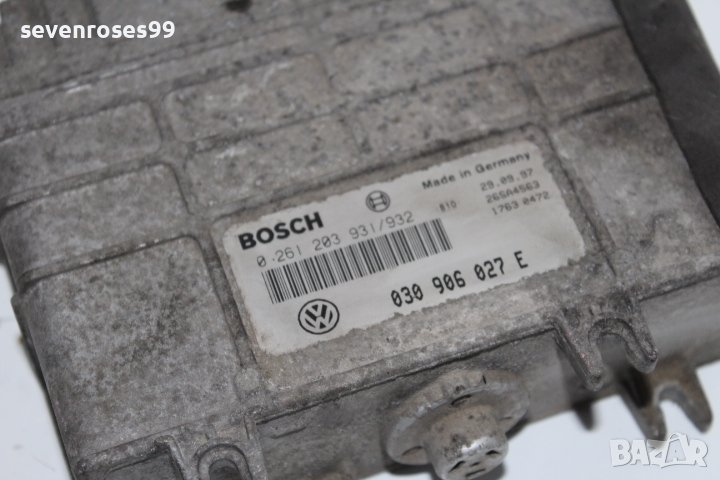 sevenroses99
Made in Germany
BOSCH
29.09.97
0 261 203 931/932
810
26SA4563
1763 0472
030 906 027 E
BAZAR